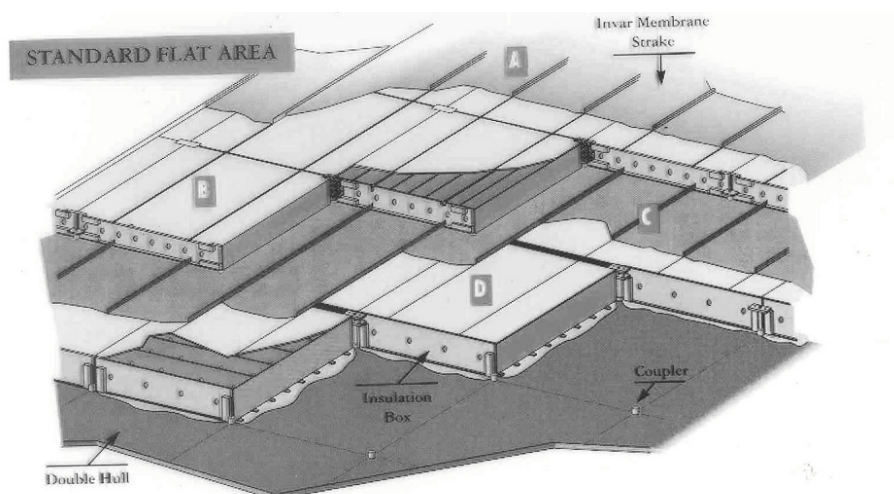 Invar Membrane
Strake
STANDARD FLAT AREA
A
B
C
D
Insulation
Box
Coupler
Double Hull